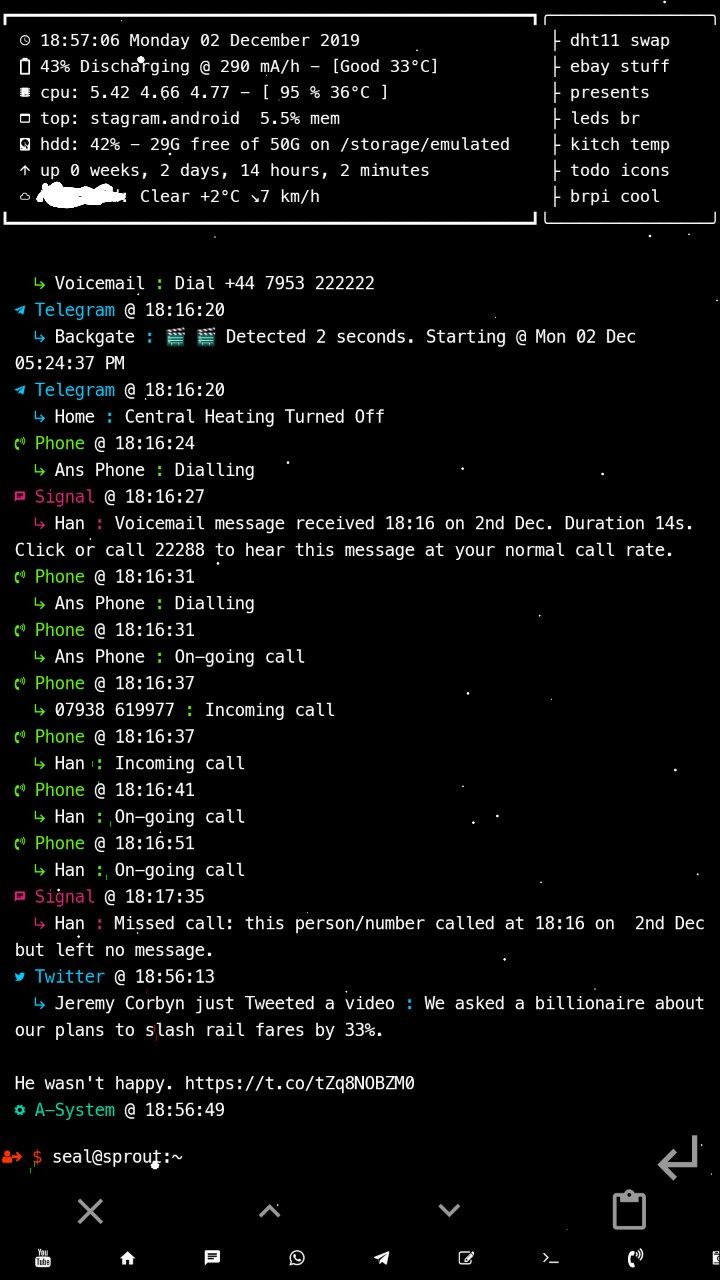 18:57:06 Monday 02 December 2019
43% Discharging @ 290 mA/h – [Good 33°C]
cpu: 5.42 4.66 4.77 – [ 95 % 36°C ]
top: stagram.android  5.5% mem
hdd: 42% – 29G free of 50G on /storage/emulated
up 0 weeks, 2 days, 14 hours, 2 minutes
Clear +2°C ↘7 km/h
├ dht11 swap
├ ebay stuff
├ presents
├ leds br
├ kitch temp
├ todo icons
├ brpi cool
↳ Voicemail : Dial +44 7953 222222
Telegram @ 18:16:20
↳ Backgate : 🎬 🎬 Detected 2 seconds. Starting @ Mon 02 Dec
05:24:37 PM
Telegram @ 18:16:20
↳ Home : Central Heating Turned Off
Phone @ 18:16:24
↳ Ans Phone : Dialling
Signal @ 18:16:27
↳ Han : Voicemail message received 18:16 on 2nd Dec. Duration 14s.
Click or call 22288 to hear this message at your normal call rate.
Phone @ 18:16:31
↳ Ans Phone : Dialling
Phone @ 18:16:31
↳ Ans Phone : On–going call
Phone @ 18:16:37
↳ 07938 619977 : Incoming call
Phone @ 18:16:37
↳ Han : Incoming call
Phone @ 18:16:41
↳ Han : On–going call
Phone @ 18:16:51
↳ Han : On–going call
Signal @ 18:17:35
↳ Han : Missed call: this person/number called at 18:16 on  2nd Dec
but left no message.
Twitter @ 18:56:13
↳ Jeremy Corbyn just Tweeted a video : We asked a billionaire about
our plans to slash rail fares by 33%.
He wasn't happy. https://t.co/tZq8NOBZM0
A–System @ 18:56:49
$ seal@sprout:~
You Tube